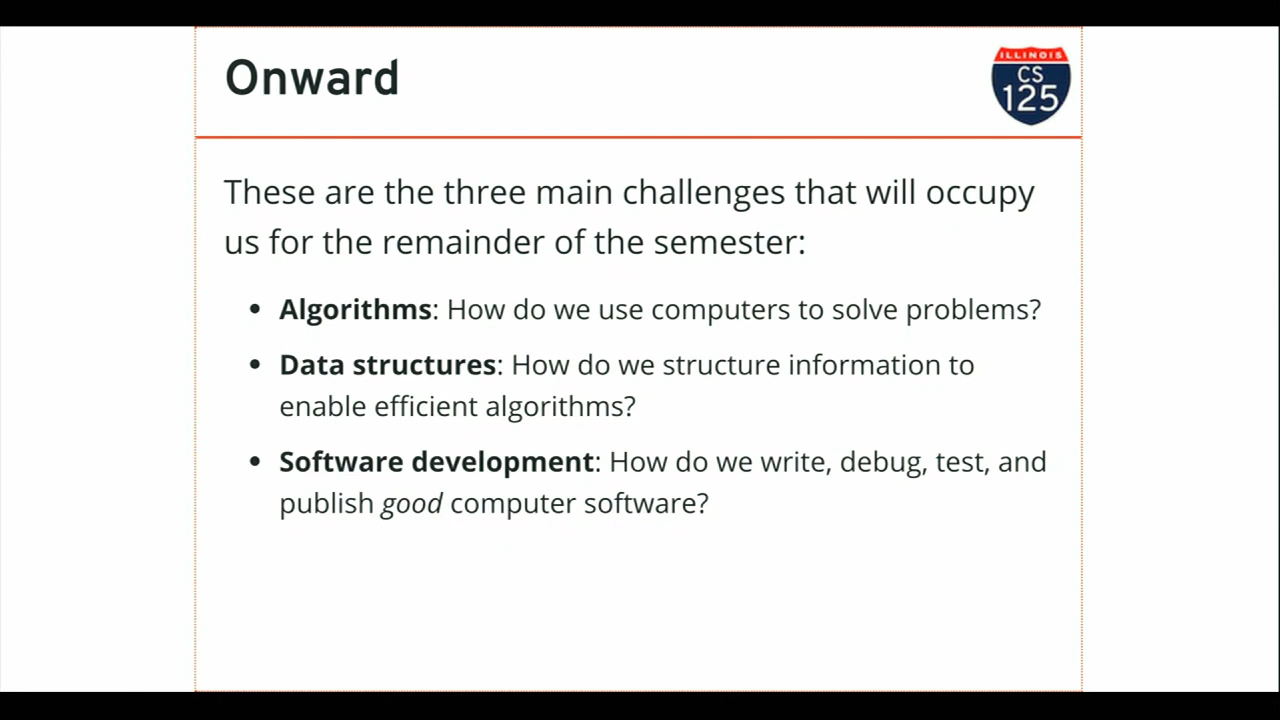 Onward
ILLINOIS
CS
125
These are the three main challenges that will occupy
us for the remainder of the semester:
• Algorithms: How do we use computers to solve problems?
• Data structures: How do we structure information to
enable efficient algorithms?
• Software development: How do we write, debug, test, and
publish good computer software?